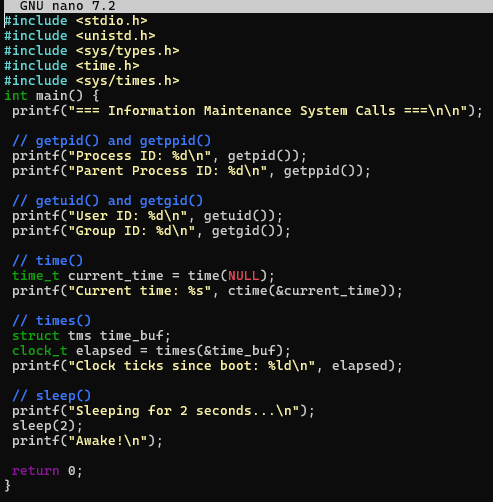 GNU nano 7.2
#include <stdio.h>
#include <unistd.h>
#include <sys/types.h>
#include <time.h>
#include <sys/times.h>
int main() {
 printf("=== Information Maintenance System Calls ===\n\n");

 // getpid() and getppid()
 printf("Process ID: %d\n", getpid());
 printf("Parent Process ID: %d\n", getppid());

 // getuid() and getgid()
 printf("User ID: %d\n", getuid());
 printf("Group ID: %d\n", getgid());

 // time()
 time_t current_time = time(NULL);
 printf("Current time: %s", ctime(&current_time));

 // times()
 struct tms time_buf;
 clock_t elapsed = times(&time_buf);
 printf("Clock ticks since boot: %ld\n", elapsed);

 // sleep()
 printf("Sleeping for 2 seconds...\n");
 sleep(2);
 printf("Awake!\n");

 return 0;
}